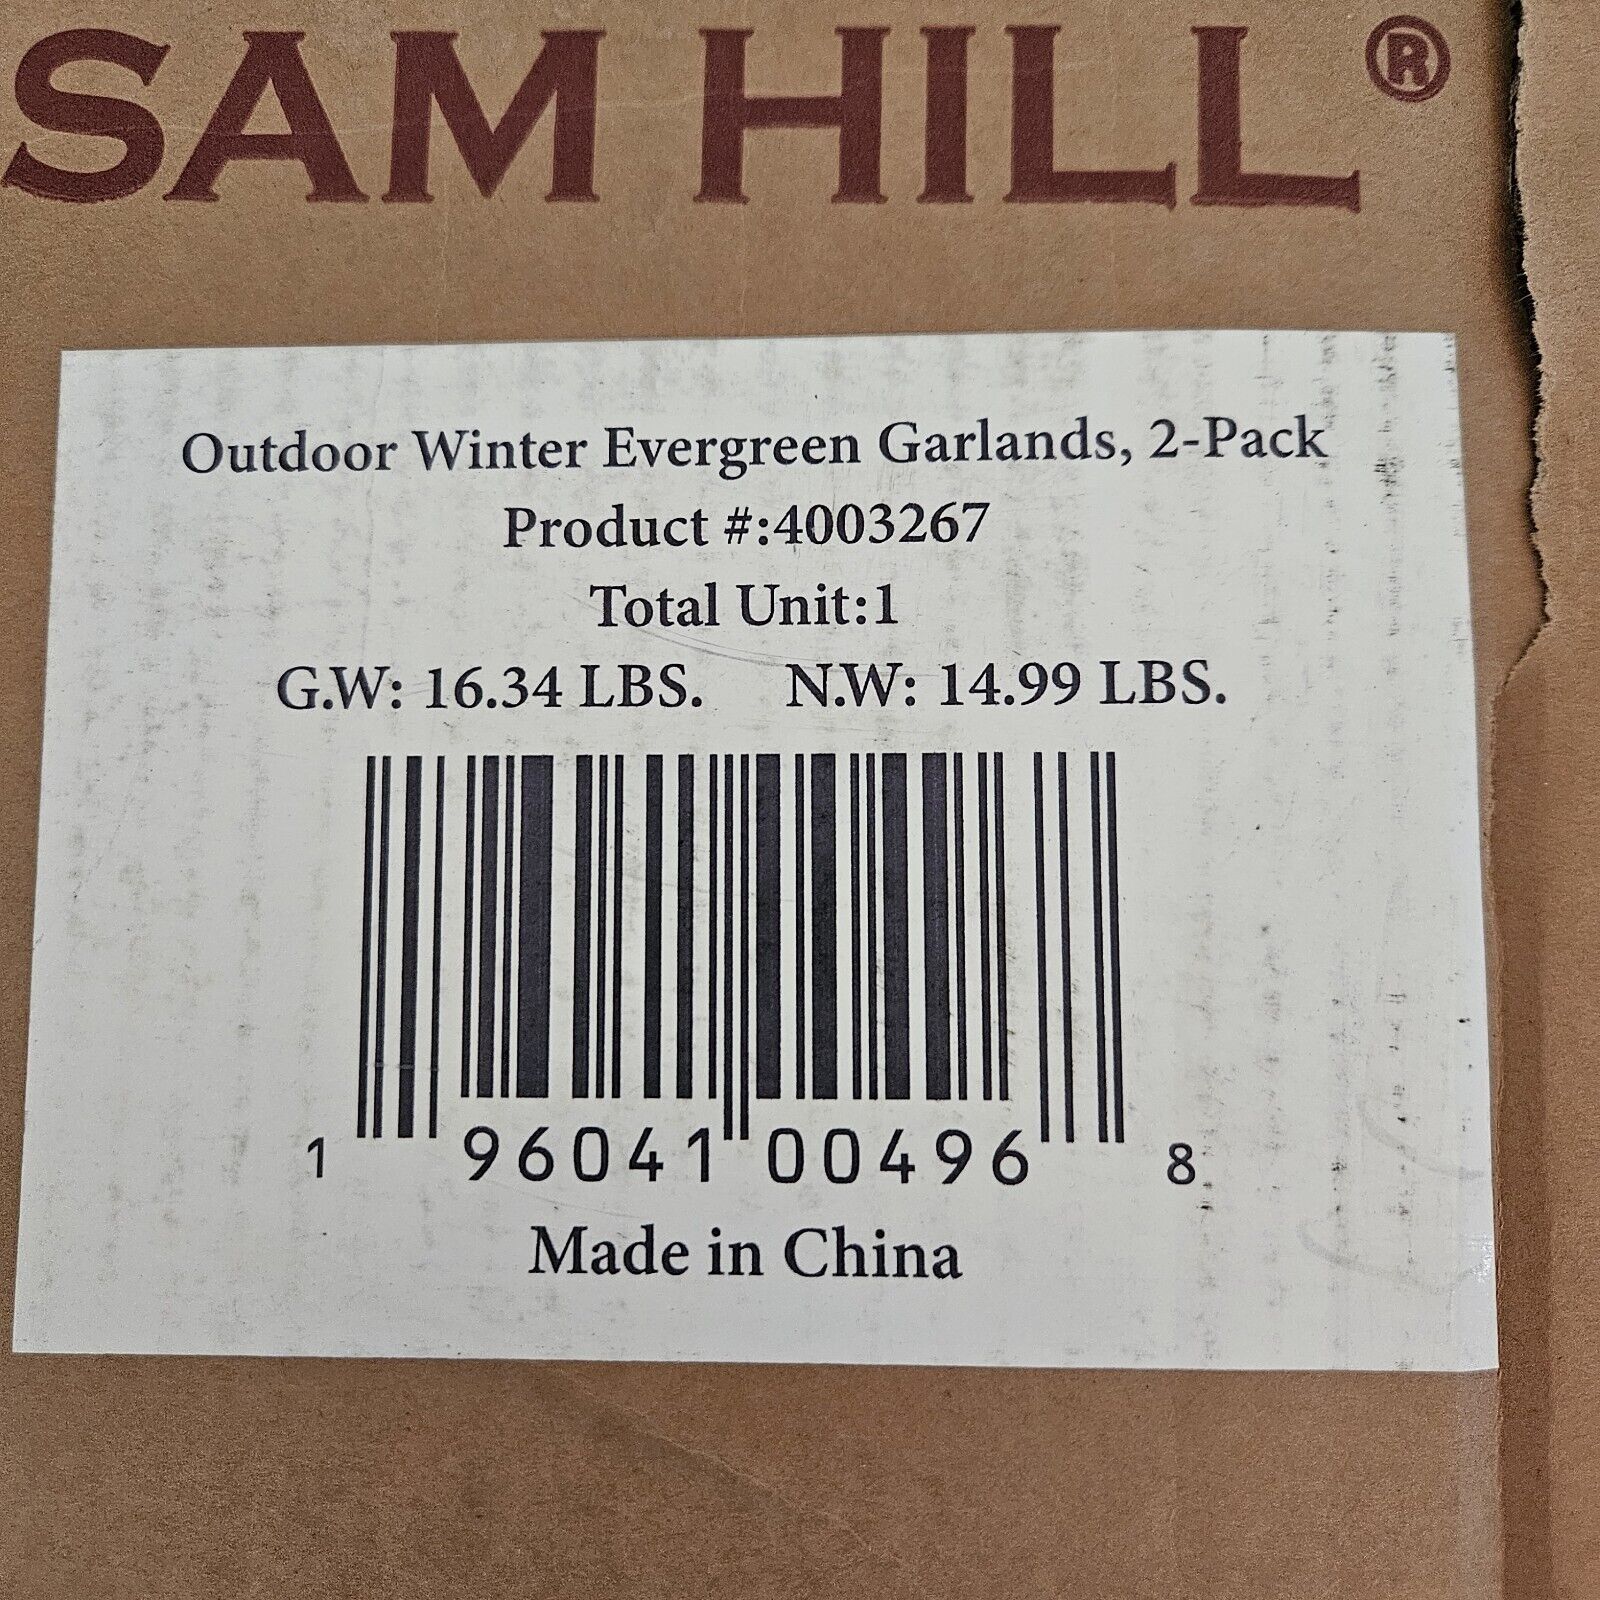 SAM HILL®
Outdoor Winter Evergreen Garlands, 2-Pack
Product #:4003267
Total Unit:1
G.W: 16.34 LBS. N.W: 14.99 LBS.
1 96041 00496 8
Made in China